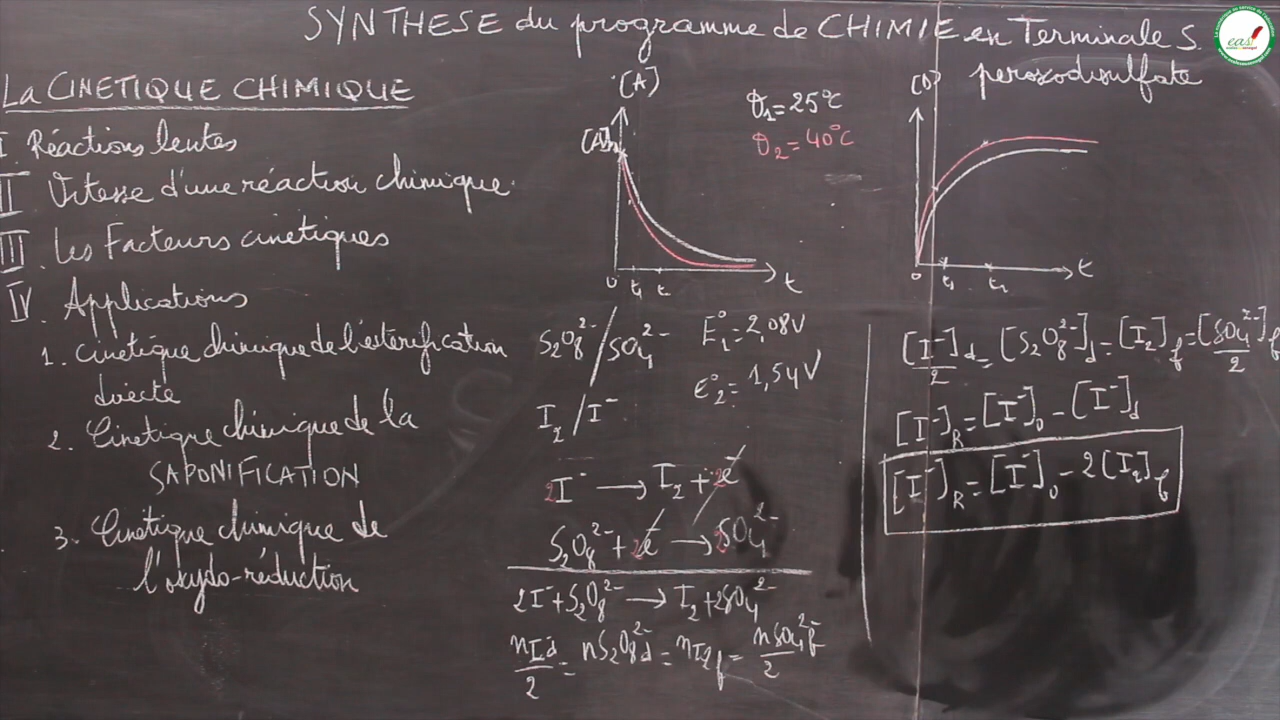 SYNTHESE du programme de CHIMIE en Terminale S.
peroxodisulfate
eas
La CINETIQUE CHIMIQUE
I. Réactions lentes
II Vitesse d'une réaction chimique.
III. Les Facteurs cinétiques
IV. Applications
1. Cinétique chimique de l'estérification
directe
2. Cinétique chimique de la
SAPONIFICATION
3. Cinétique chimique de
l'oxydo-réduction
[A]
[A]₀
0 t₁ t
t
θ₁ = 25°C
θ₂ = 40°C
[D]
0 t₁ t₂
t
S₂O₈²⁻/SO₄²⁻ E°₁ = 2,08V
I₂/I⁻ E°₂ = 1,54V
2I⁻ → I₂ + 2e⁻
S₂O₈²⁻ + 2e⁻ → 2SO₄²⁻
2I⁻ + S₂O₈²⁻ → I₂ + 2SO₄²⁻
nI⁻d/2 = nS₂O₈²⁻d = nI₂f = nSO₄²⁻f/2
[I⁻]d/2 = [S₂O₈²⁻]d = [I₂]f = [SO₄²⁻]f/2
[I⁻]R = [I⁻]₀ - [I⁻]d
[I⁻]R = [I⁻]₀ - 2[I₂]f